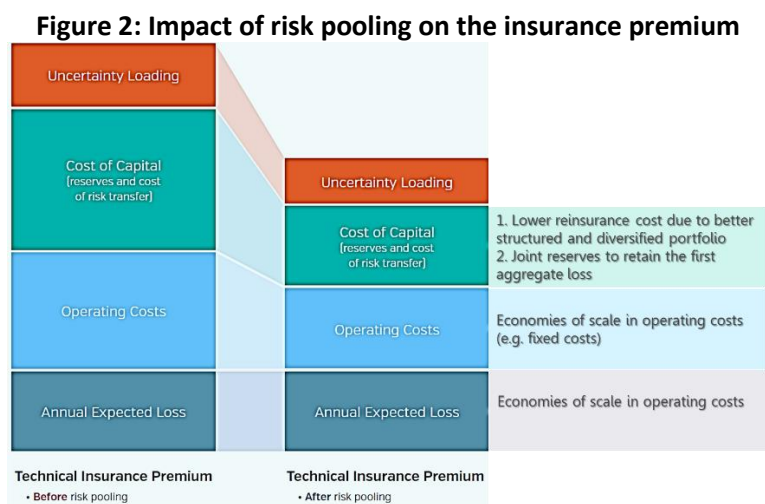 Figure 2: Impact of risk pooling on the insurance premium
Uncertainty Loading
Cost of Capital
(reserves and cost
of risk transfer)
Operating Costs
Annual Expected Loss
Technical Insurance Premium
• Before risk pooling
Uncertainty Loading
Cost of Capital
(reserves and cost
of risk transfer)
Operating Costs
Annual Expected Loss
Technical Insurance Premium
• After risk pooling
1. Lower reinsurance cost due to better
structured and diversified portfolio
2. Joint reserves to retain the first
aggregate loss
Economies of scale in operating costs
(e.g. fixed costs)
Economies of scale in operating costs